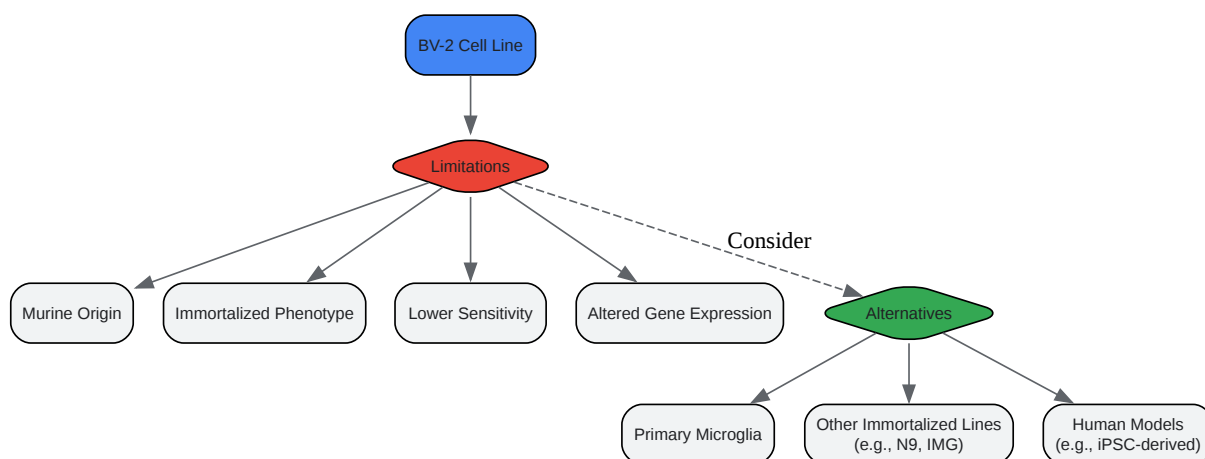 BV-2 Cell Line
Limitations
Consider
Murine Origin
Immortalized Phenotype
Lower Sensitivity
Altered Gene Expression
Alternatives
Primary Microglia
Other Immortalized Lines
(e.g., N9, IMG)
Human Models
(e.g., iPSC-derived)